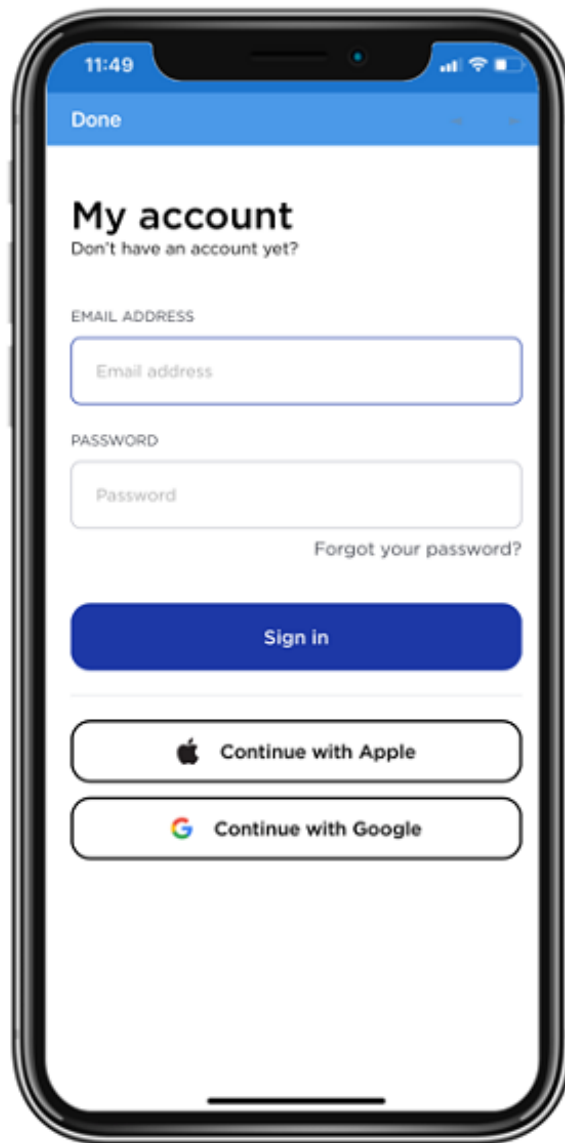 11:49
Done
My account
Don't have an account yet?
EMAIL ADDRESS
Email address
PASSWORD
Password
Forgot your password?
Sign in
Continue with Apple
Continue with Google